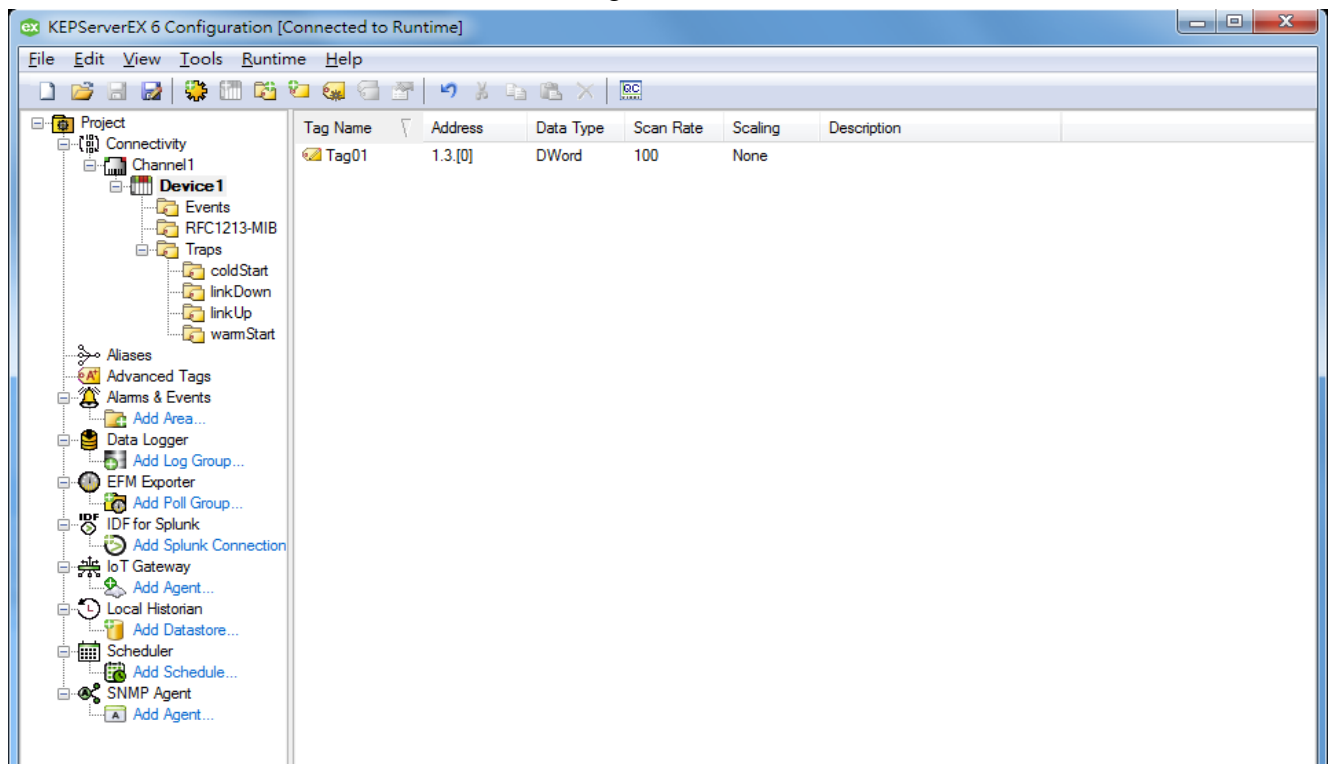 KEPServerEX 6 Configuration [Connected to Runtime]
File Edit View Tools Runtime Help
Project
Connectivity
Channel1
Device1
Events
RFC1213-MIB
Traps
coldStart
linkDown
linkUp
warmStart
Aliases
Advanced Tags
Alarms & Events
Add Area...
Data Logger
Add Log Group...
EFM Exporter
Add Poll Group...
IDF for Splunk
Add Splunk Connection
IoT Gateway
Add Agent...
Local Historian
Add Datastore...
Scheduler
Add Schedule...
SNMP Agent
Add Agent...
Tag Name Address Data Type Scan Rate Scaling Description
Tag01 1.3.[0] DWord 100 None